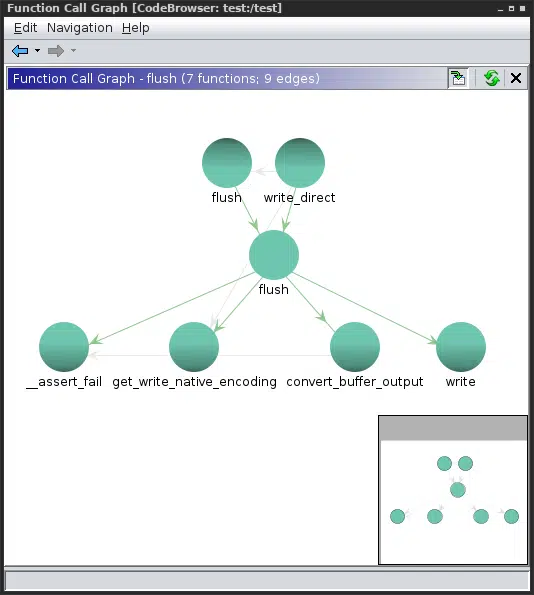 Function Call Graph [CodeBrowser: test:/test]
Edit Navigation Help
Function Call Graph - flush (7 functions; 9 edges)
flush write_direct
flush
__assert_fail get_write_native_encoding convert_buffer_output write